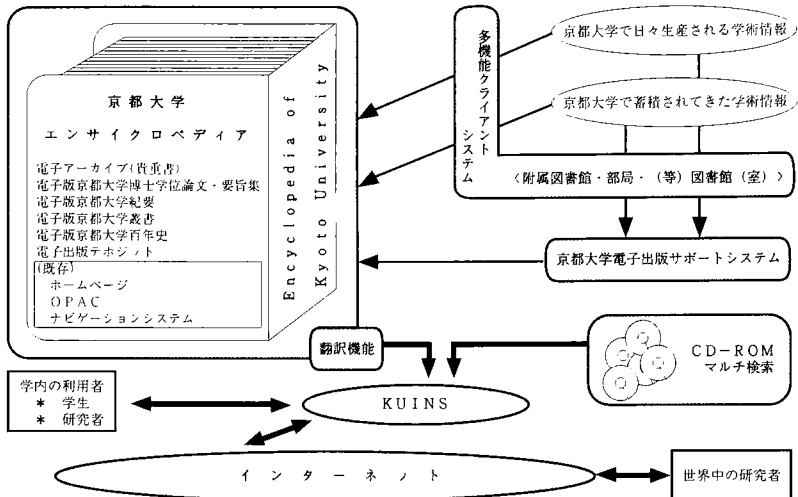 京都大学
エンサイクロペディア
電子アーカイブ(貴重書)
電子版京都大学博士学位論文・要旨集
電子版京都大学紀要
電子版京都大学叢書
電子版京都大学百年史
電子出版デポジット
(既存)
ホームページ
OPAC
ナビゲーションシステム
Encyclopedia of
Kyoto University
多機能クライアント
システム
京都大学で日々生産される学術情報
京都大学で蓄積されてきた学術情報
〈附属図書館・部局・(等)図書館(室)〉
京都大学電子出版サポートシステム
翻訳機能
CD-ROM
マルチ検索
学内の利用者
* 学生
* 研究者
KUINS
インターネット
世界中の研究者